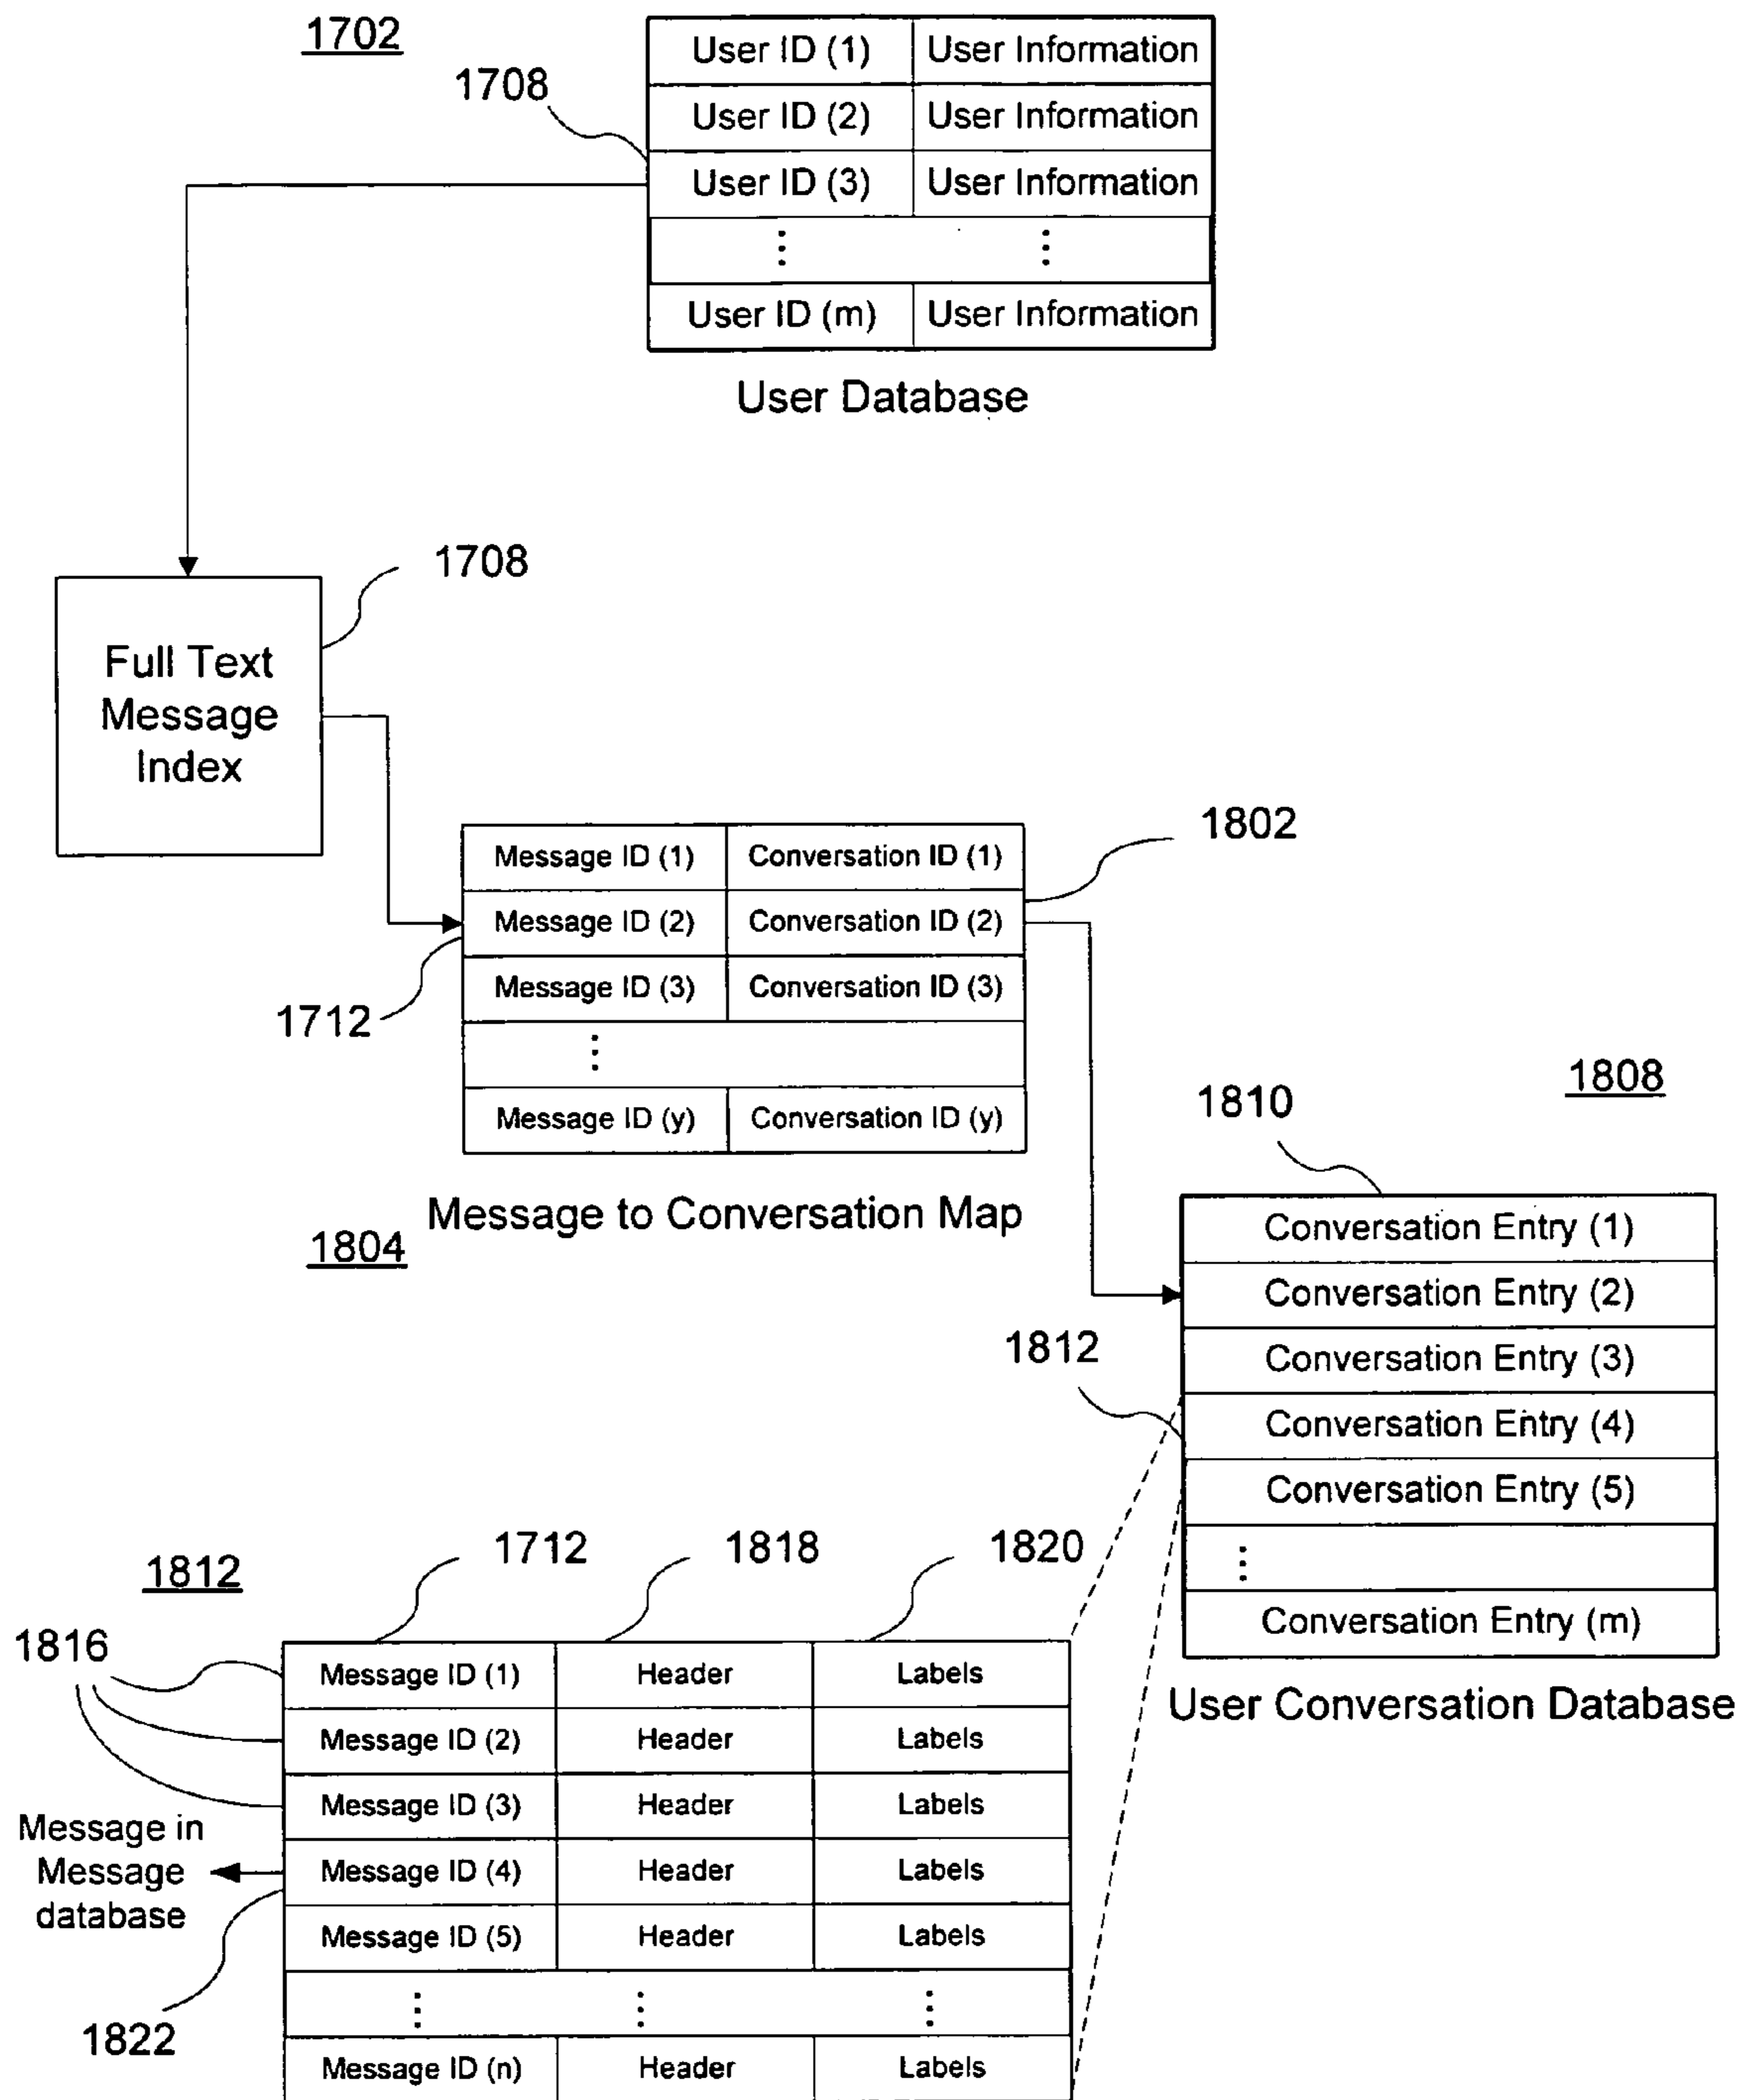 1702
User ID (1) User Information
1708
User ID (2) User Information
User ID (3) User Information
⋮ ⋮
User ID (m) User Information
User Database
1708
Full Text
Message
Index
1802
Message ID (1) Conversation ID (1)
Message ID (2) Conversation ID (2)
Message ID (3) Conversation ID (3)
1712
⋮
Message ID (y) Conversation ID (y)
Message to Conversation Map
1804
1808
1810
Conversation Entry (1)
Conversation Entry (2)
1812
Conversation Entry (3)
Conversation Entry (4)
Conversation Entry (5)
⋮
Conversation Entry (m)
User Conversation Database
1812
1712 1818 1820
1816
Message ID (1) Header Labels
Message ID (2) Header Labels
Message ID (3) Header Labels
Message in
Message
database
Message ID (4) Header Labels
Message ID (5) Header Labels
⋮ ⋮ ⋮
1822
Message ID (n) Header Labels